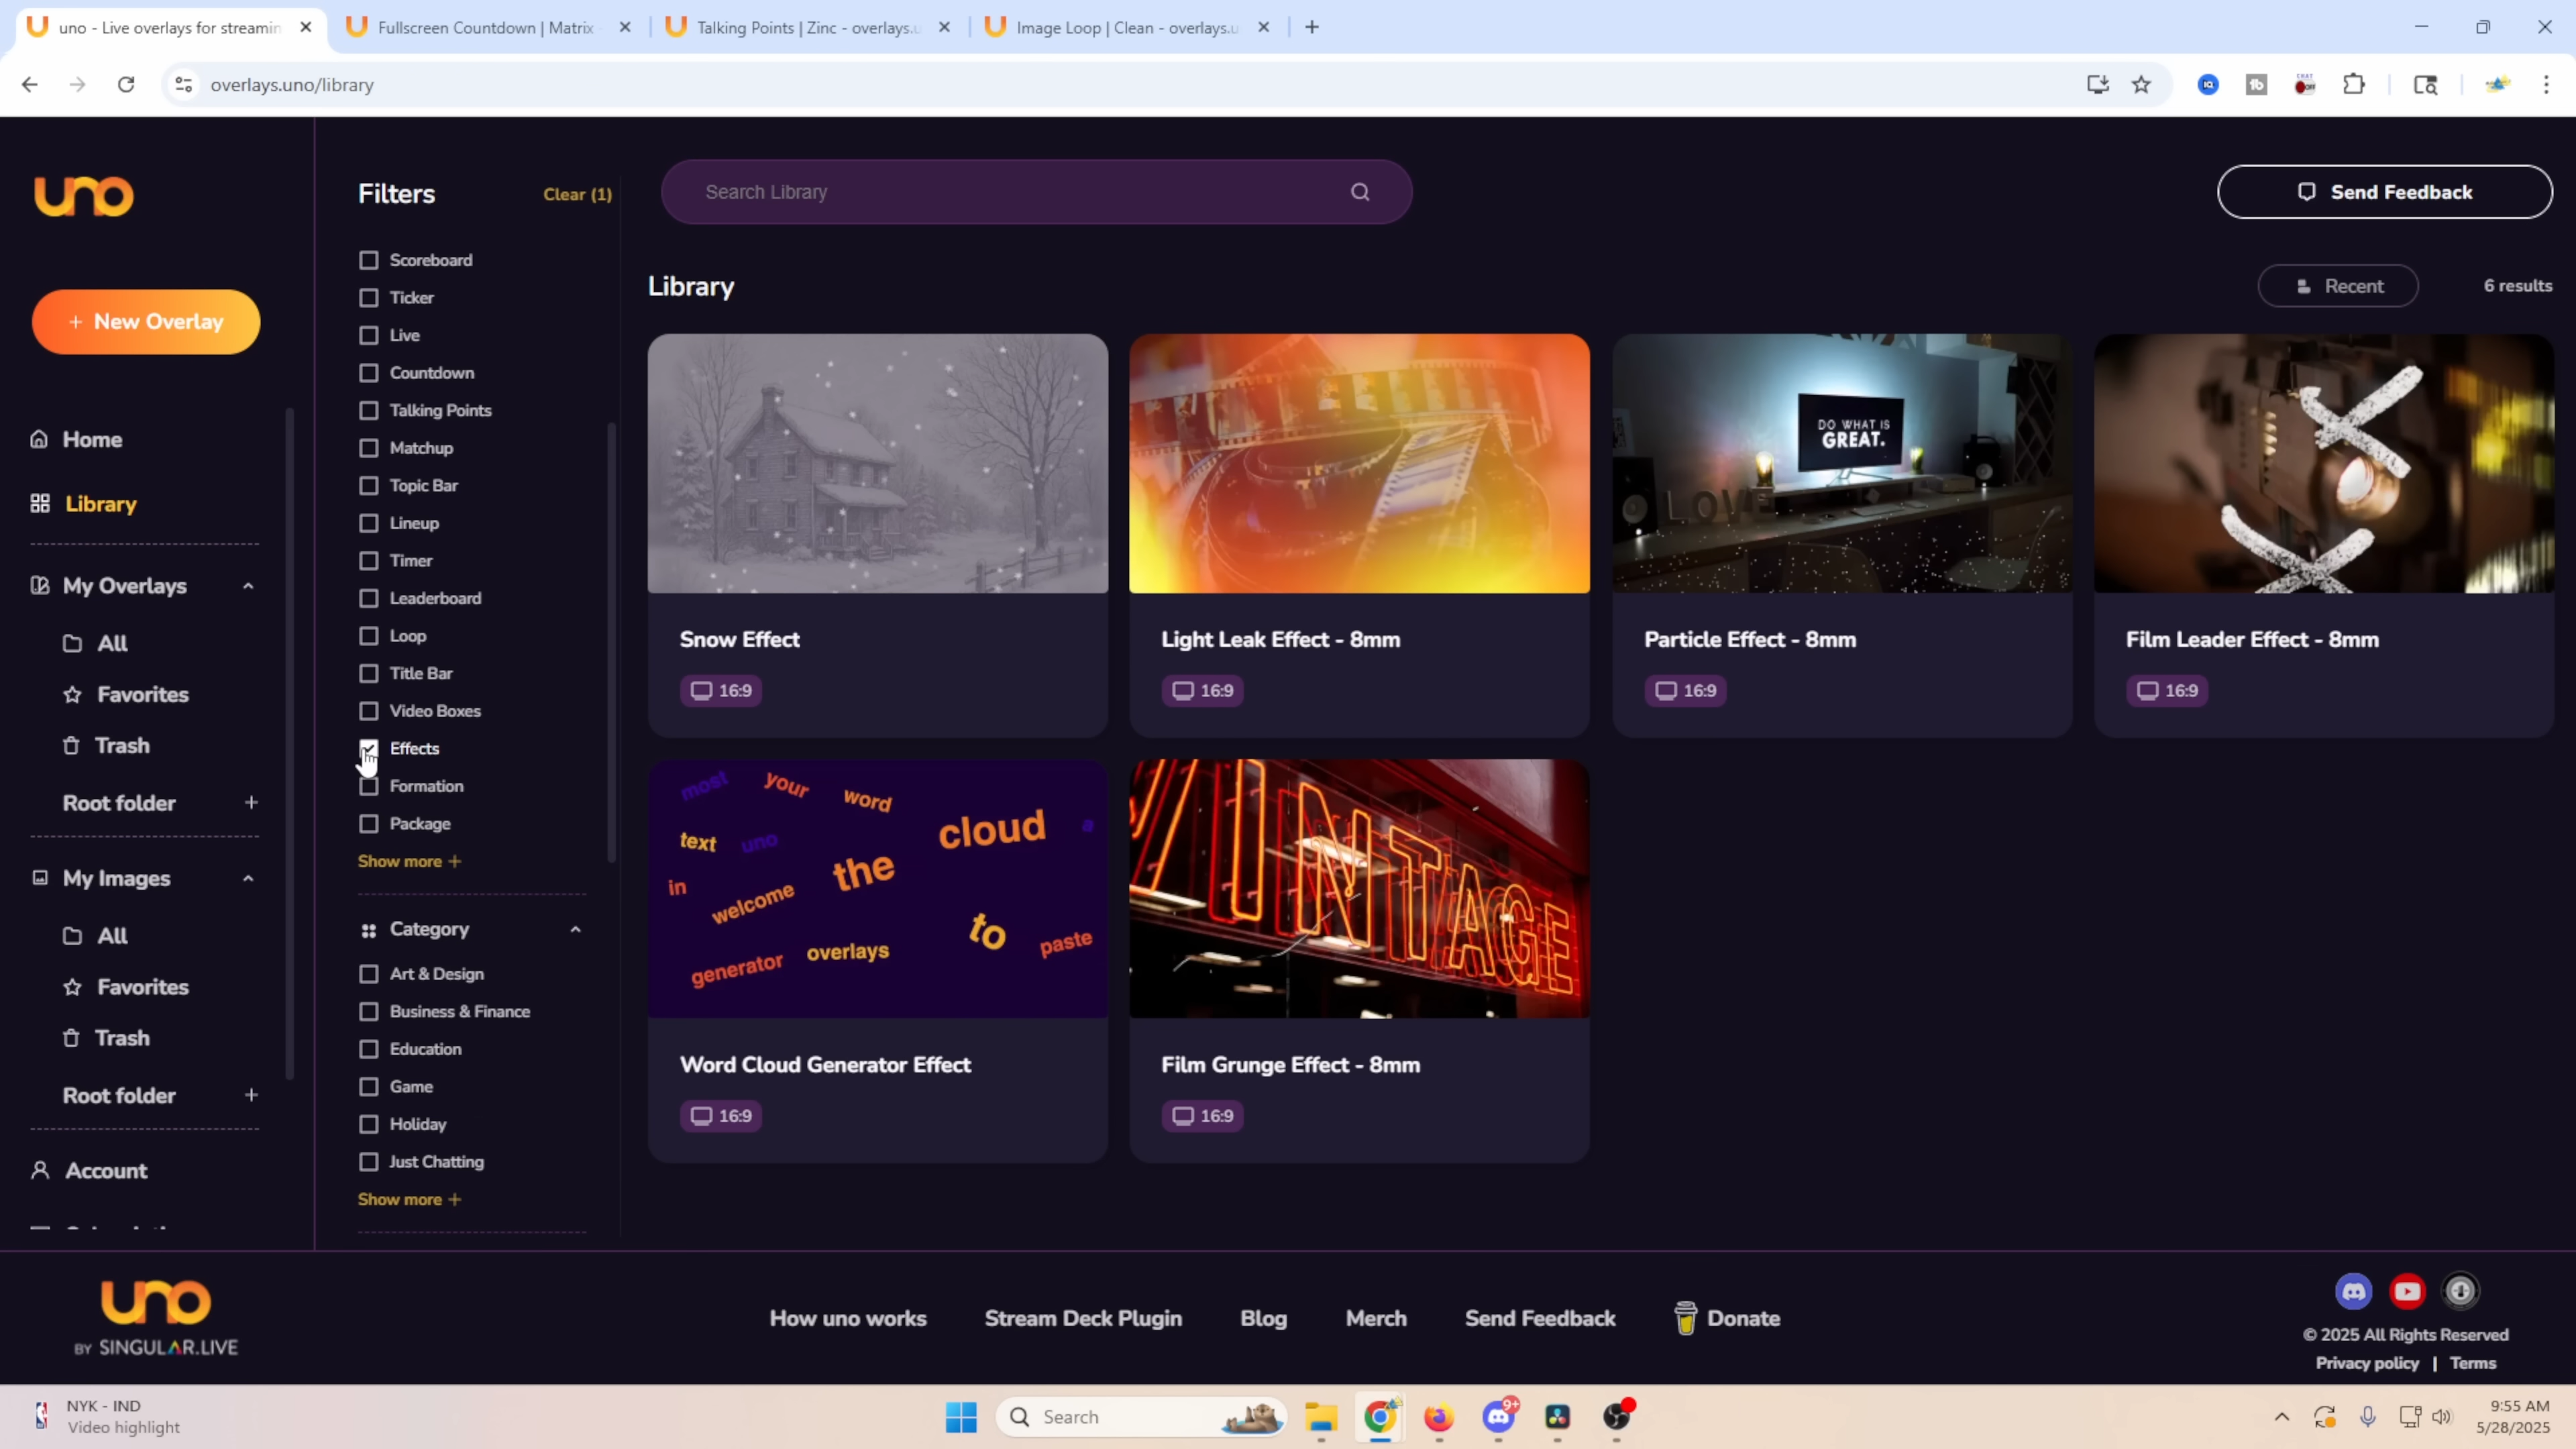 uno - Live overlays for streamin
Fullscreen Countdown | Matrix -
Talking Points | Zinc - overlays.u
Image Loop | Clean - overlays.u
overlays.uno/library
uno
+ New Overlay
Home
Library
My Overlays
All
Favorites
Trash
Root folder +
My Images
All
Favorites
Trash
Root folder +
Account
Filters
Clear (1)
Scoreboard
Ticker
Live
Countdown
Talking Points
Matchup
Topic Bar
Lineup
Timer
Leaderboard
Loop
Title Bar
Video Boxes
Effects
Formation
Package
Show more +
Category
Art & Design
Business & Finance
Education
Game
Holiday
Just Chatting
Show more +
Search Library
Send Feedback
Library
Recent
6 results
DO WHAT IS
GREAT.
LOVE
Snow Effect
Light Leak Effect - 8mm
Particle Effect - 8mm
Film Leader Effect - 8mm
16:9
16:9
16:9
16:9
most
your
word
cloud
a
text
uno
the
in
welcome
to
paste
overlays
generator
VINTAGE
Word Cloud Generator Effect
Film Grunge Effect - 8mm
16:9
16:9
uno
BY SINGULAR.LIVE
How uno works
Stream Deck Plugin
Blog
Merch
Send Feedback
Donate
© 2025 All Rights Reserved
Privacy policy | Terms
NYK - IND
Video highlight
Search
9+
9:55 AM
5/28/2025